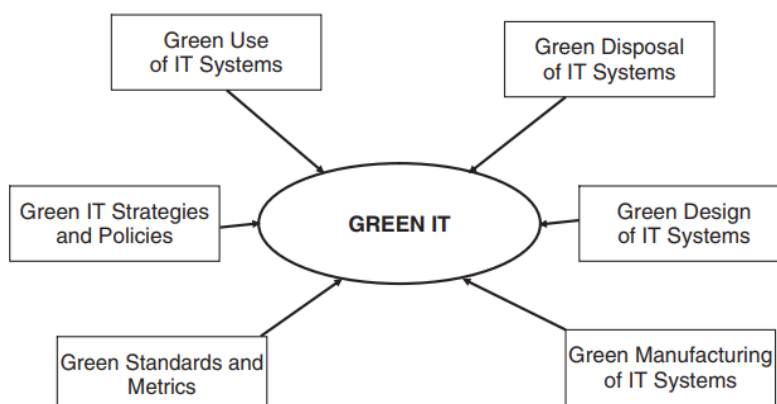 Green Use
of IT Systems
Green Disposal
of IT Systems
Green IT Strategies
and Policies
GREEN IT
Green Design
of IT Systems
Green Standards and
Metrics
Green Manufacturing
of IT Systems